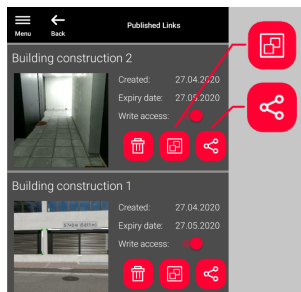 Menu
Back
Published Links
Building construction 2
Created: 27.04.2020
Expiry date: 27.05.2020
Write access:
Building construction 1
Created: 27.04.2020
Expiry date: 27.05.2020
Write access: